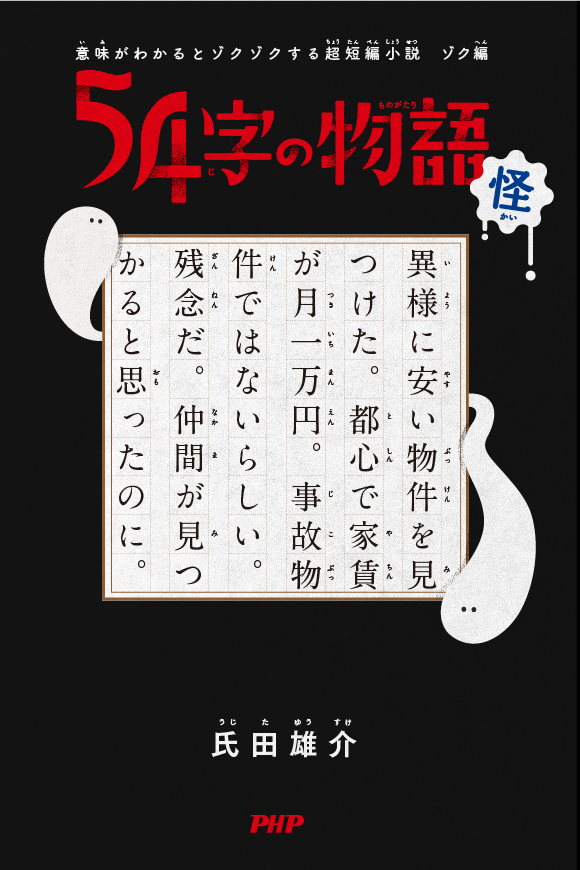 意味がわかるとゾクゾクする超短編小説　ゾク編
54字の物語
怪
異様に安い物件を見
つけた。都心で家賃
が月一万円。事故物
件ではないらしい。
残念だ。仲間が見つ
かると思ったのに。
氏田雄介
PHP